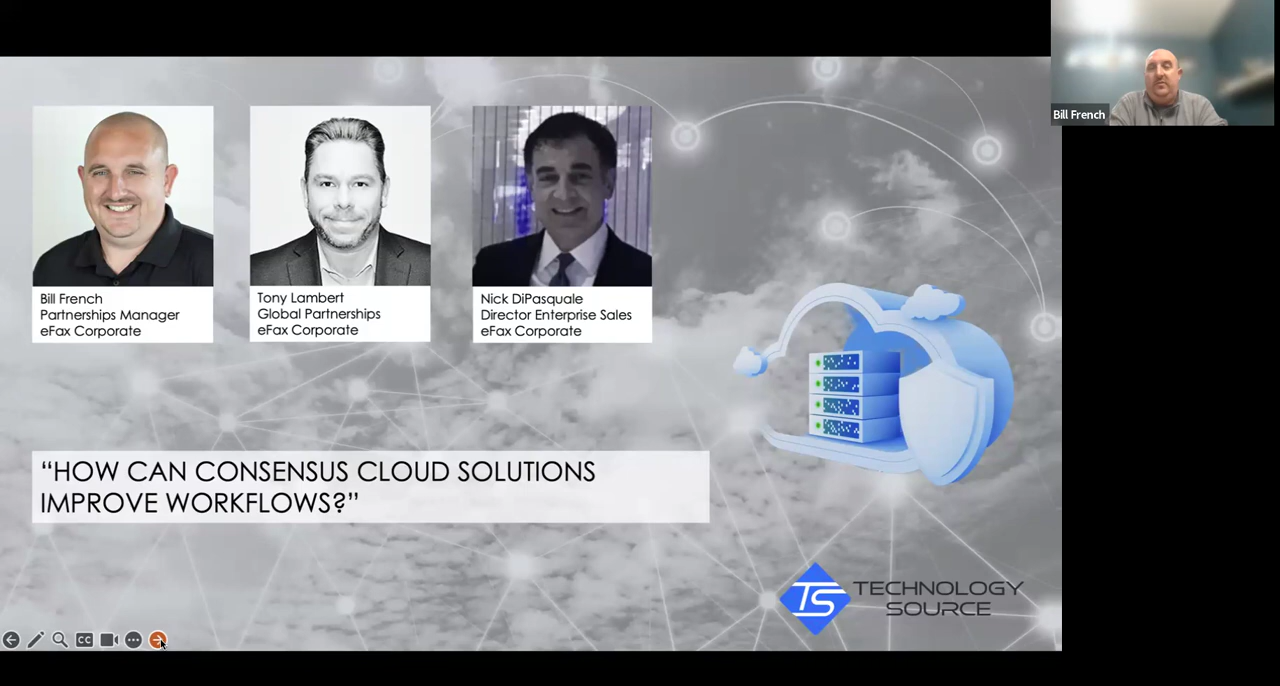 Bill French
Bill French
Partnerships Manager
eFax Corporate
Tony Lambert
Global Partnerships
eFax Corporate
Nick DiPasquale
Director Enterprise Sales
eFax Corporate
“HOW CAN CONSENSUS CLOUD SOLUTIONS
IMPROVE WORKFLOWS?”
TS
TECHNOLOGY
SOURCE
CC